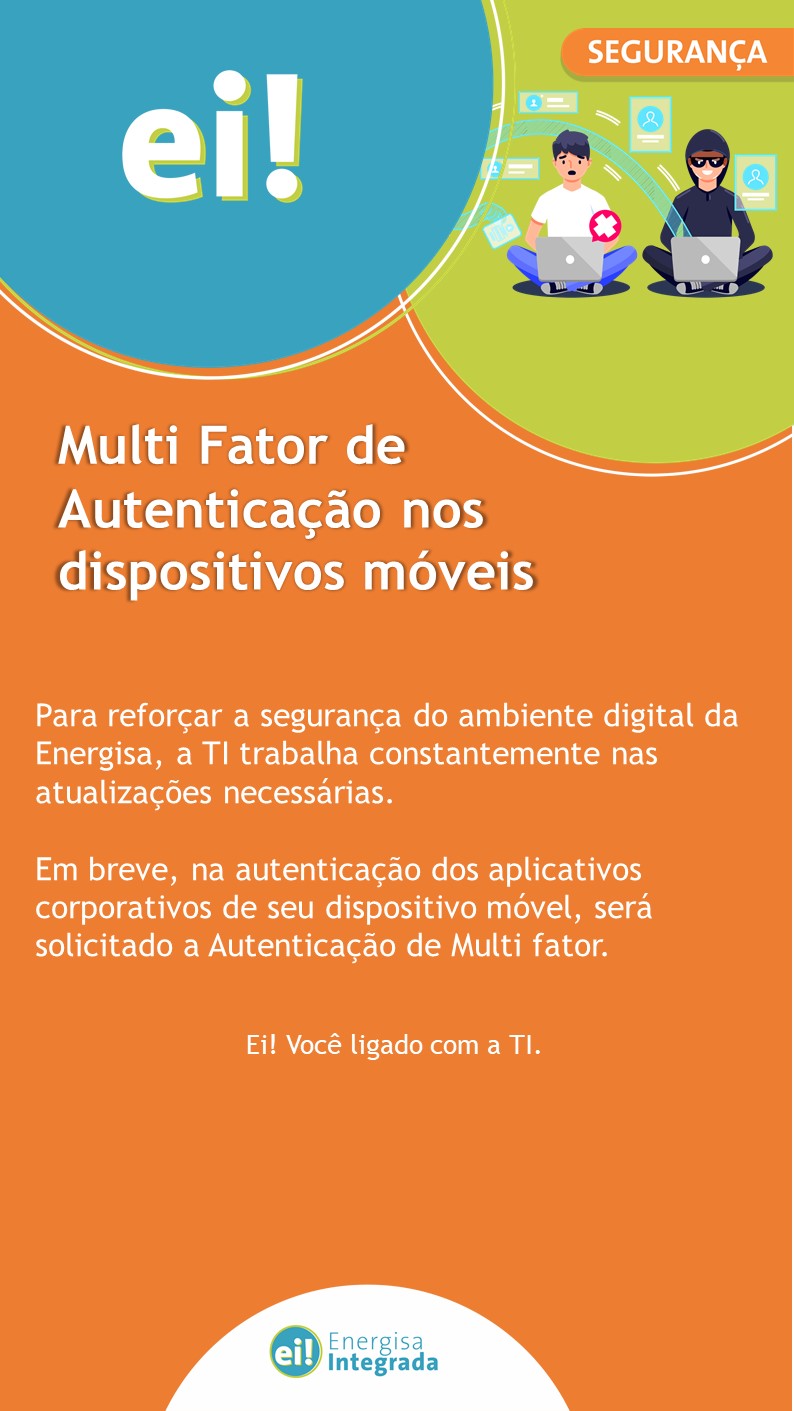 SEGURANÇA
ei!
Multi Fator de
Autenticação nos
dispositivos móveis
Para reforçar a segurança do ambiente digital da
Energisa, a TI trabalha constantemente nas
atualizações necessárias.
Em breve, na autenticação dos aplicativos
corporativos de seu dispositivo móvel, será
solicitado a Autenticação de Multi fator.
Ei! Você ligado com a TI.
ei! Energisa
Integrada